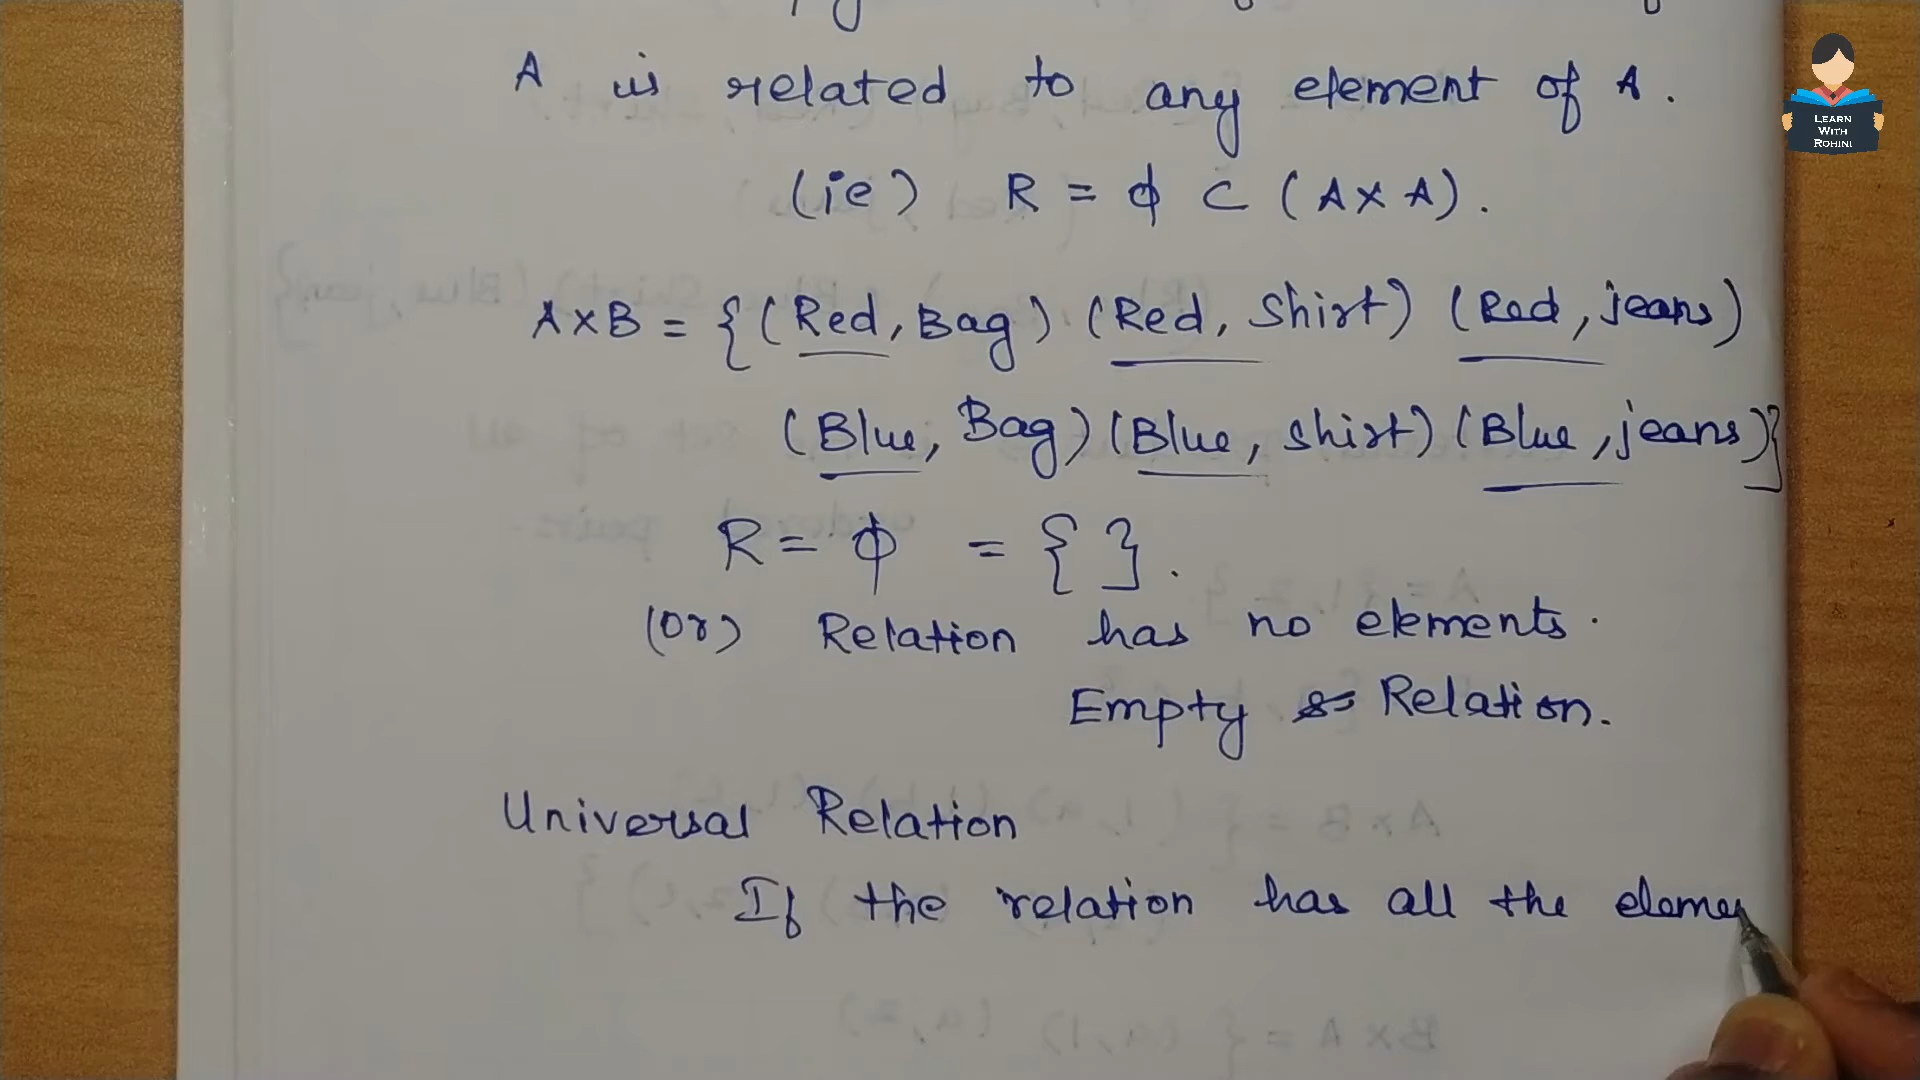 A is related to any element of A.
(ie) R = ϕ ⊂ (A×A).
A×B = {(Red, Bag) (Red, Shirt) (Red, jeans)
(Blue, Bag) (Blue, shirt) (Blue, jeans)}
R = ϕ = { }.
(Or) Relation has no elements.
Empty Relation.
Universal Relation
If the relation has all the elemen
LEARN
WITH
ROHINI